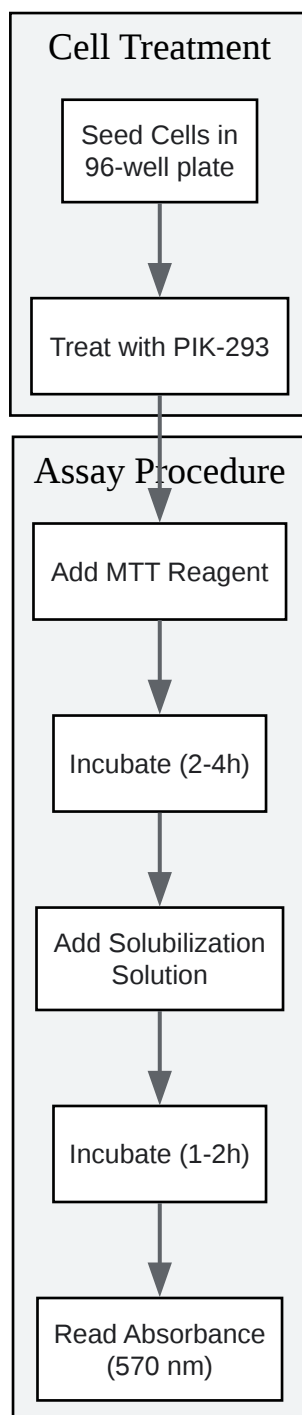 Cell Treatment
Seed Cells in
96-well plate
Treat with PIK-293
Assay Procedure
Add MTT Reagent
Incubate (2-4h)
Add Solubilization
Solution
Incubate (1-2h)
Read Absorbance
(570 nm)